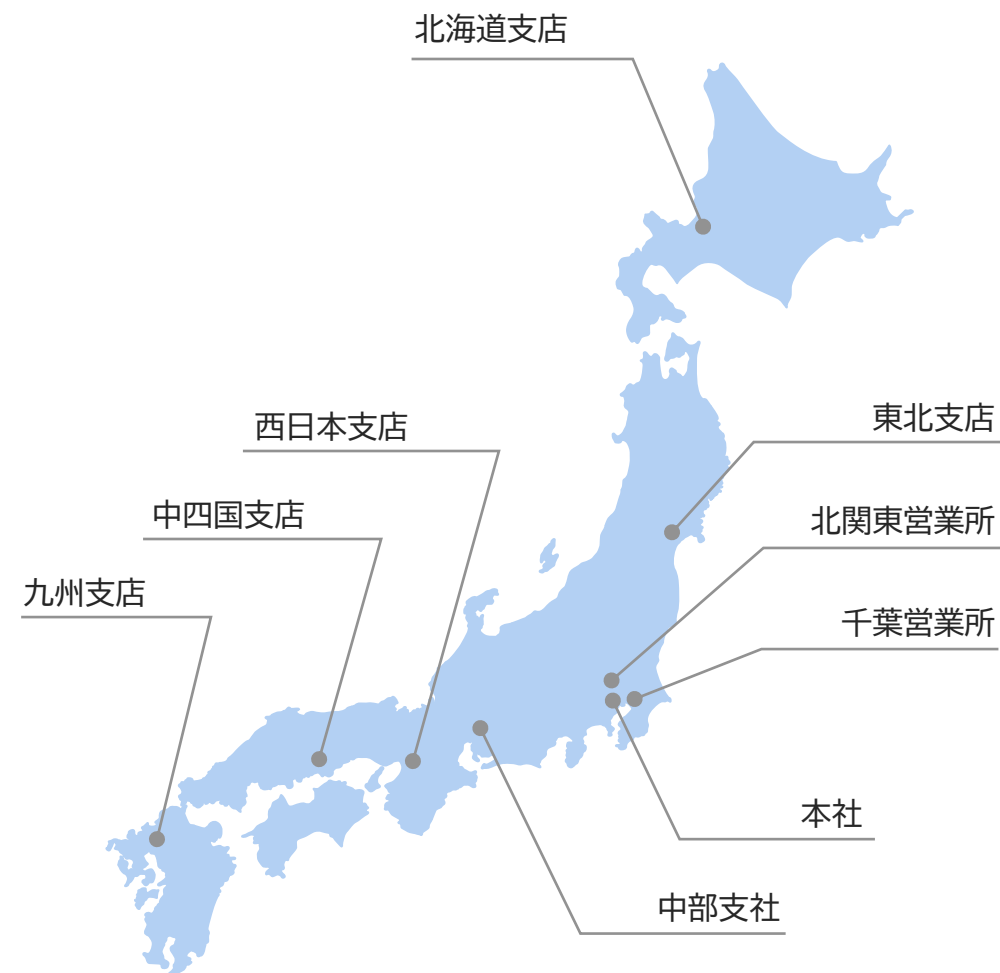 北海道支店
西日本支店
東北支店
中四国支店
北関東営業所
九州支店
千葉営業所
本社
中部支社